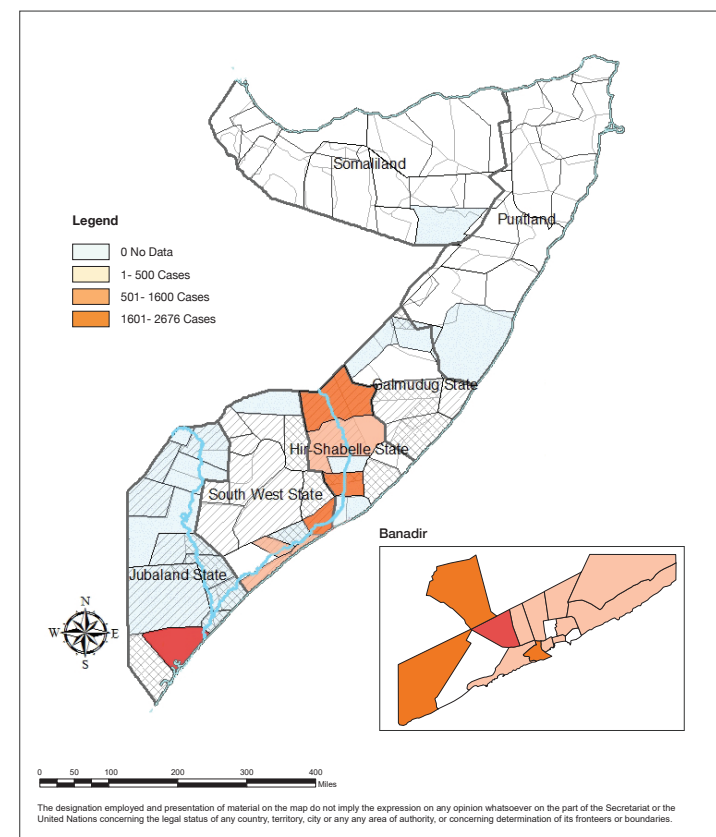 Somaliland
Puntland
Legend
0 No Data
1- 500 Cases
501- 1600 Cases
1601- 2676 Cases
Galmudug State
Hir-Shabelle State
South West State
Banadir
Jubaland State
N
W E
S
0 50 100 200 300 400
Miles
The designation employed and presentation of material on the map do not imply the expression on any opinion whatsoever on the part of the Secretariat or the
United Nations concerning the legal status of any country, territory, city or any any area of authority, or concerning determination of its fronteers or boundaries.